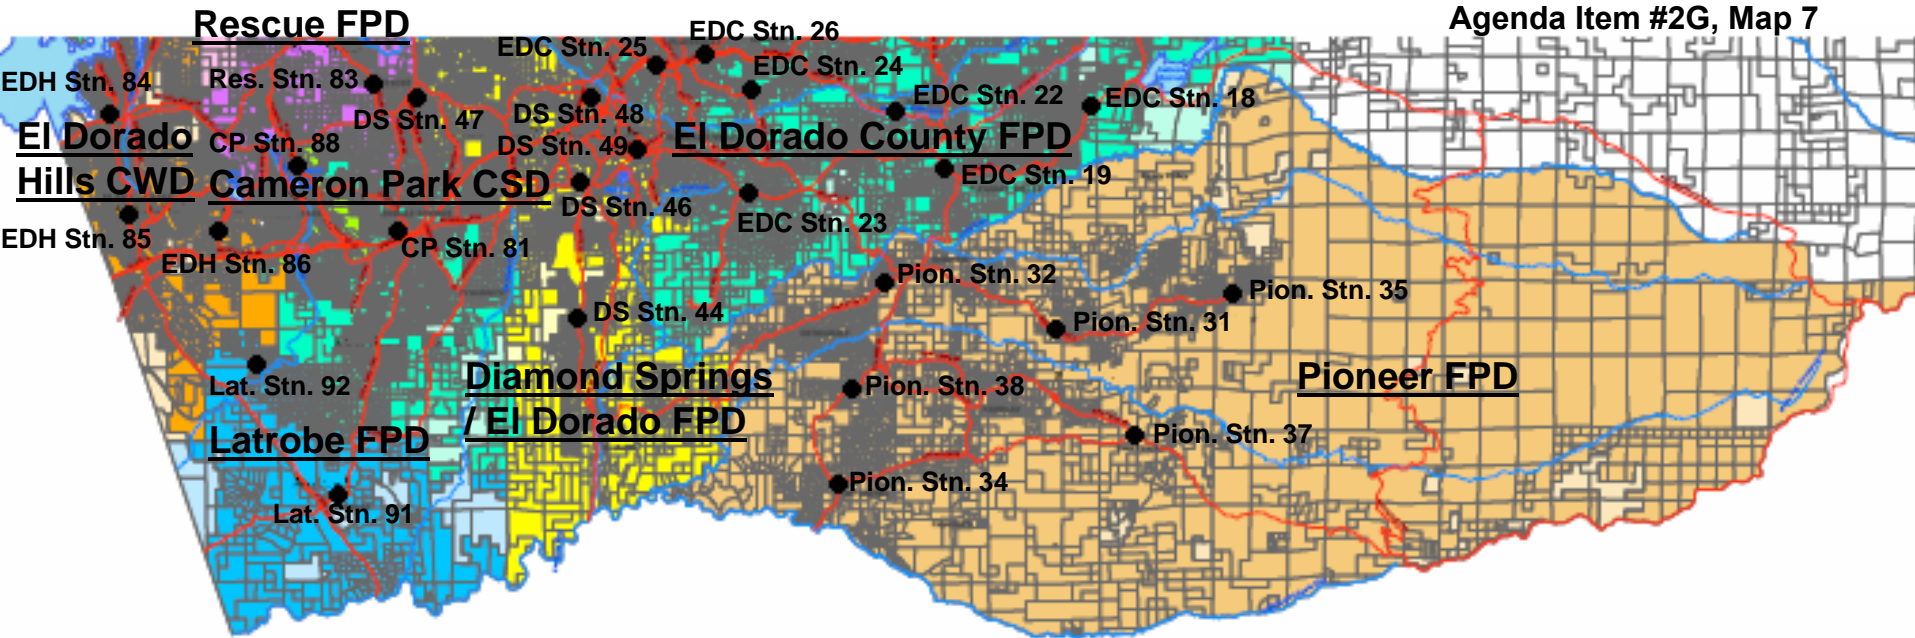 Agenda Item #2G, Map 7
Rescue FPD
EDC Stn. 26
EDC Stn. 25
EDC Stn. 24
EDH Stn. 84
Res. Stn. 83
EDC Stn. 22
EDC Stn. 18
DS Stn. 47
DS Stn. 48
El Dorado
Hills CWD
CP Stn. 88
DS Stn. 49
El Dorado County FPD
Cameron Park CSD
EDC Stn. 19
DS Stn. 46
EDC Stn. 23
EDH Stn. 85
CP Stn. 81
EDH Stn. 86
Pion. Stn. 32
Pion. Stn. 35
DS Stn. 44
Pion. Stn. 31
Lat. Stn. 92
Diamond Springs
/ El Dorado FPD
Pion. Stn. 38
Pioneer FPD
Latrobe FPD
Pion. Stn. 37
Pion. Stn. 34
Lat. Stn. 91